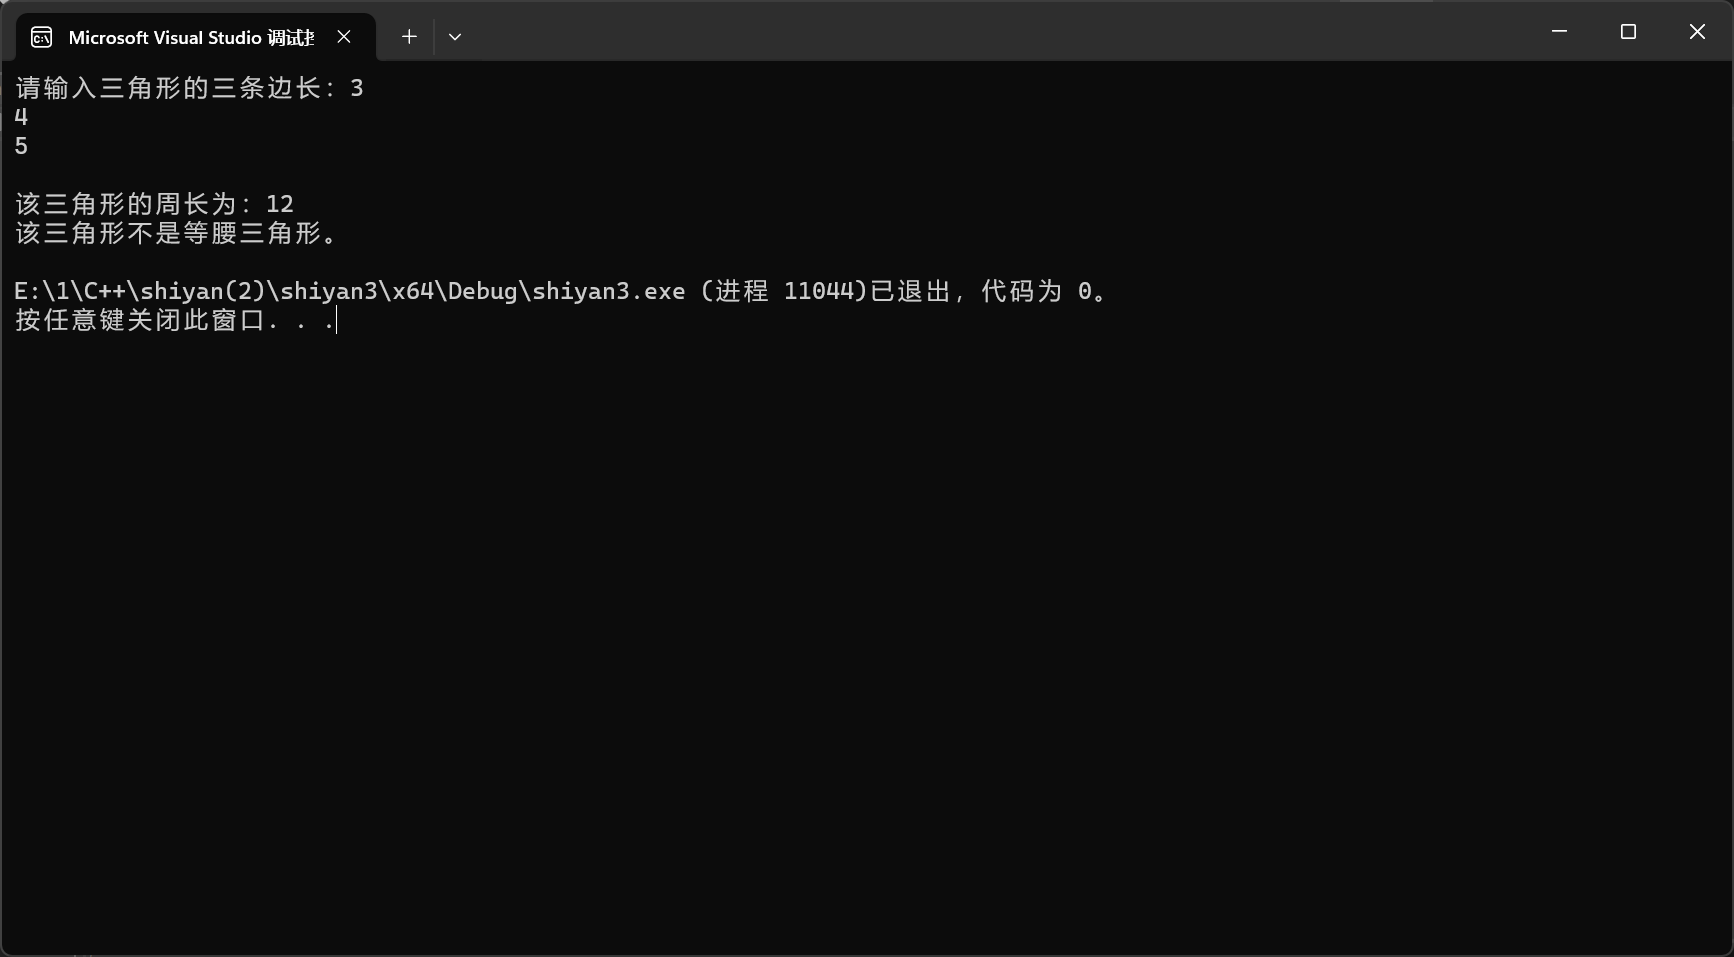 Microsoft Visual Studio 调试
请输入三角形的三条边长：3
4
5
该三角形的周长为：12
该三角形不是等腰三角形。
E:\1\C++\shiyan(2)\shiyan3\x64\Debug\shiyan3.exe (进程 11044)已退出，代码为 0。
按任意键关闭此窗口. . .